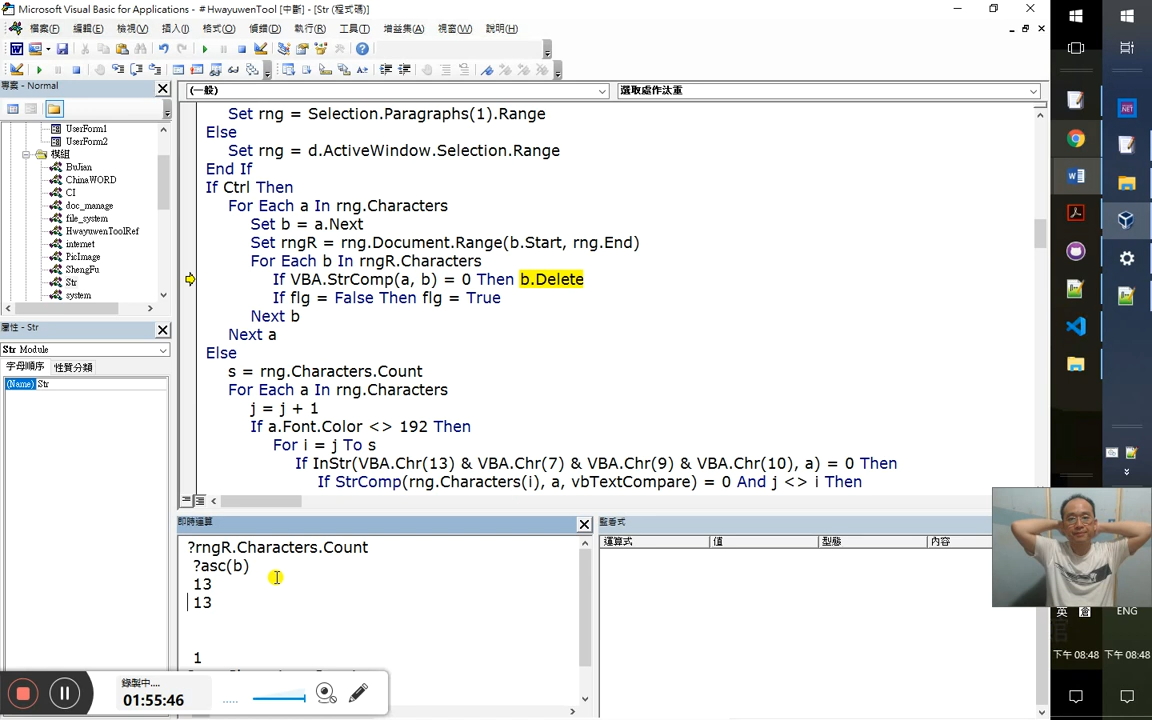 Microsoft Visual Basic for Applications - #HwayuwenTool [中斷] - [Str (程式碼)]
檔案(F) 編輯(E) 檢視(V) 插入(I) 格式(O) 偵錯(D) 執行(R) 工具(T) 增益集(A) 視窗(W) 說明(H)
專案 - Normal
(一般)
選取處作汰重
UserForm1
UserForm2
模組
BuJian
ChinaWORD
CI
doc_manage
file_system
HwayuwenToolRef
internet
PicImage
ShengFu
Str
system
屬性 - Str
Str Module
字母順序 性質分類
(Name) Str
Set rng = Selection.Paragraphs(1).Range
Else
Set rng = d.ActiveWindow.Selection.Range
End If
If Ctrl Then
For Each a In rng.Characters
Set b = a.Next
Set rngR = rng.Document.Range(b.Start, rng.End)
For Each b In rngR.Characters
If VBA.StrComp(a, b) = 0 Then b.Delete
If flg = False Then flg = True
Next b
Next a
Else
s = rng.Characters.Count
For Each a In rng.Characters
j = j + 1
If a.Font.Color <> 192 Then
For i = j To s
If InStr(VBA.Chr(13) & VBA.Chr(7) & VBA.Chr(9) & VBA.Chr(10), a) = 0 Then
If StrComp(rng.Characters(i), a, vbTextCompare) = 0 And j <> i Then
即時運算
?rngR.Characters.Count
?asc(b)
13
13
1
監看式
運算式 值 型態 內容
錄製中....
01:55:46
.NET
英 倉 ENG
下午 08:48 下午 08:48